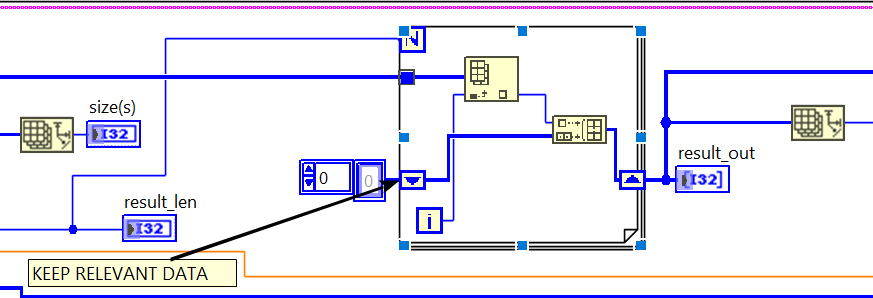 N
size(s)
I32
0
0
result_out
I32
result_len
I32
i
KEEP RELEVANT DATA